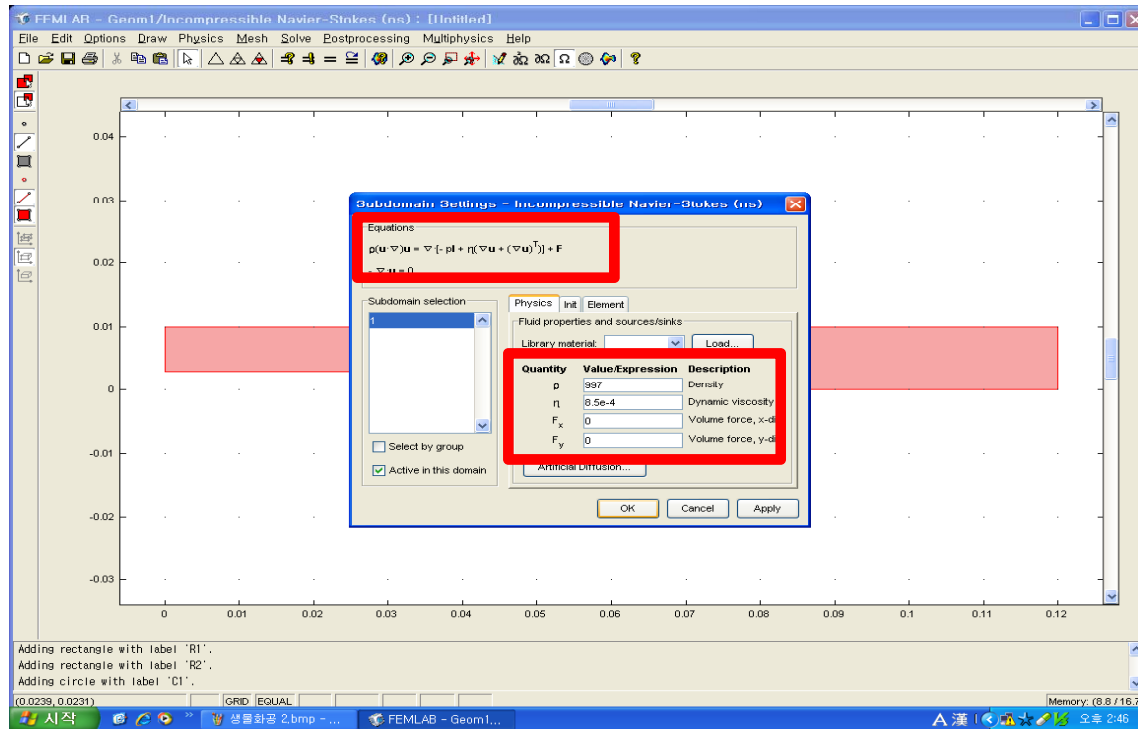 FEMLAB - Geom1/Incompressible Navier-Stokes (ns) : [Untitled]
File Edit Options Draw Physics Mesh Solve Postprocessing Multiphysics Help
0.04
0.03
0.02
0.01
0
-0.01
-0.02
-0.03
0 0.01 0.02 0.03 0.04 0.05 0.06 0.07 0.08 0.09 0.1 0.11 0.12
Subdomain Settings - Incompressible Navier-Stokes (ns)
Equations
ρ(u·∇)u = ∇·[- pI + η(∇u + (∇u)ᵀ)] + F
- ∇·u = 0
Subdomain selection
1
Select by group
Active in this domain
Physics Init Element
Fluid properties and sources/sinks
Library material: Load...
Quantity Value/Expression Description
ρ 997 Density
η 8.5e-4 Dynamic viscosity
Fₓ 0 Volume force, x-di
Fᵧ 0 Volume force, y-di
Artificial Diffusion...
OK Cancel Apply
Adding rectangle with label 'R1'.
Adding rectangle with label 'R2'.
Adding circle with label 'C1'.
(0.0239, 0.0231) GRID EQUAL Memory: (8.8 / 16.7
시작 » 생물화공 2.bmp - ... FEMLAB - Geom1,.. A 漢 오후 2:46